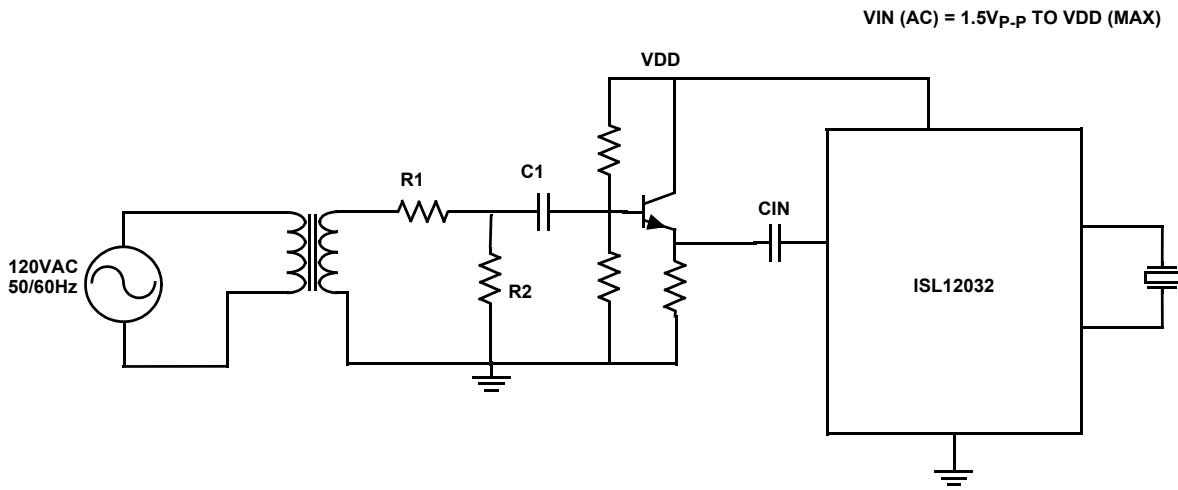 VIN (AC) = 1.5VP-P TO VDD (MAX)
VDD
R1
C1
CIN
120VAC
50/60Hz
R2
ISL12032